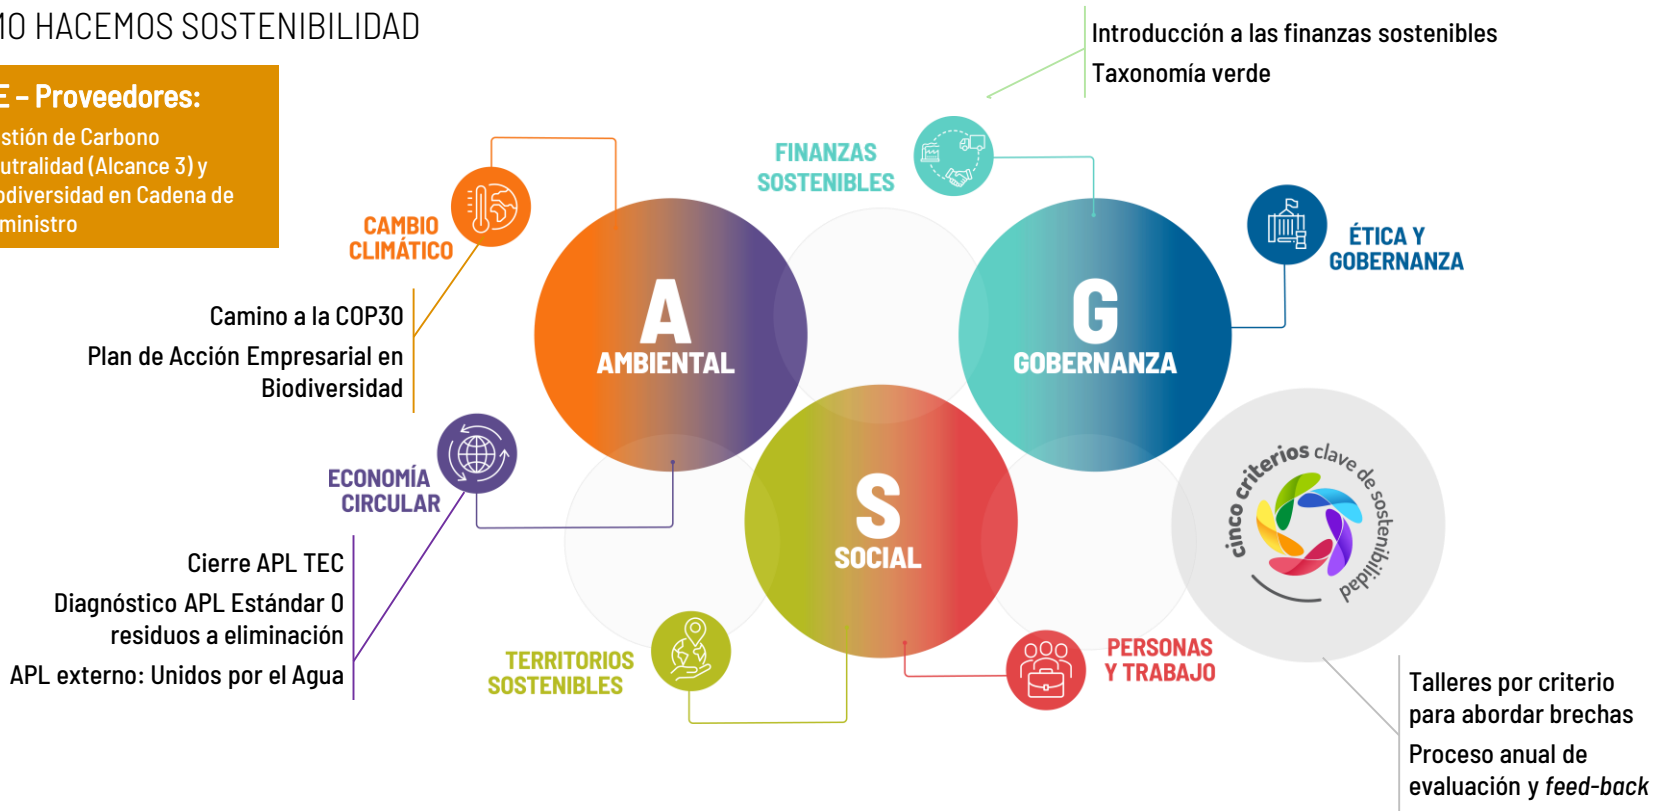 MO HACEMOS SOSTENIBILIDAD
E – Proveedores:
stión de Carbono
utralidad (Alcance 3) y
odiversidad en Cadena de
ministro
Introducción a las finanzas sostenibles
Taxonomía verde
FINANZAS
SOSTENIBLES
CAMBIO
CLIMÁTICO
ÉTICA Y
GOBERNANZA
A
AMBIENTAL
G
GOBERNANZA
Camino a la COP30
Plan de Acción Empresarial en
Biodiversidad
ECONOMÍA
CIRCULAR
S
SOCIAL
cinco criterios clave de sostenibilidad
Cierre APL TEC
Diagnóstico APL Estándar 0
residuos a eliminación
APL externo: Unidos por el Agua
TERRITORIOS
SOSTENIBLES
PERSONAS
Y TRABAJO
Talleres por criterio
para abordar brechas
Proceso anual de
evaluación y feed-back